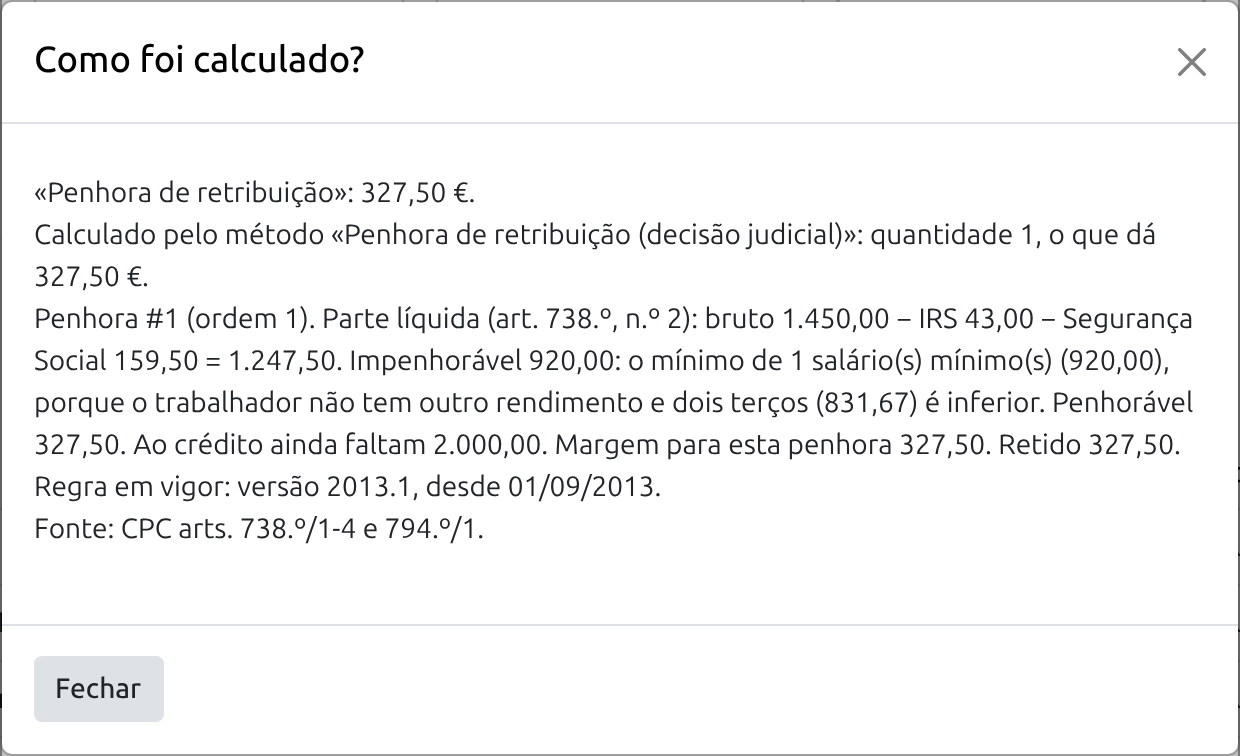 Como foi calculado?
«Penhora de retribuição»: 327,50 €.
Calculado pelo método «Penhora de retribuição (decisão judicial)»: quantidade 1, o que dá
327,50 €.
Penhora #1 (ordem 1). Parte líquida (art. 738.º, n.º 2): bruto 1.450,00 – IRS 43,00 – Segurança
Social 159,50 = 1.247,50. Impenhorável 920,00: o mínimo de 1 salário(s) mínimo(s) (920,00),
porque o trabalhador não tem outro rendimento e dois terços (831,67) é inferior. Penhorável
327,50. Ao crédito ainda faltam 2.000,00. Margem para esta penhora 327,50. Retido 327,50.
Regra em vigor: versão 2013.1, desde 01/09/2013.
Fonte: CPC arts. 738.º/1-4 e 794.º/1.
Fechar